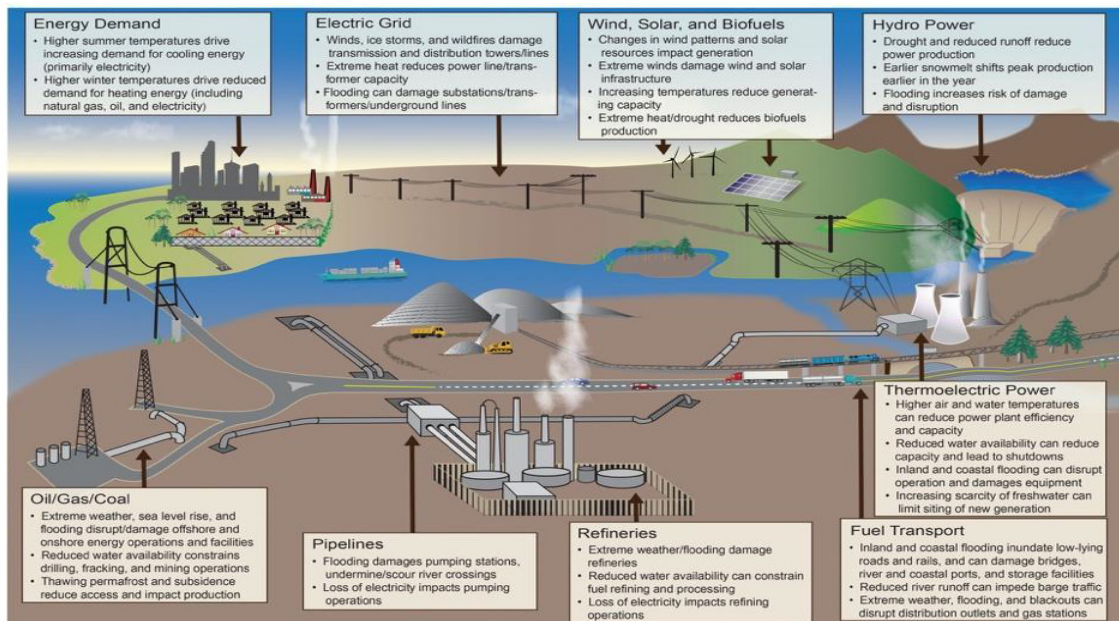 Energy Demand
• Higher summer temperatures drive
increasing demand for cooling energy
(primarily electricity)
• Higher winter temperatures drive reduced
demand for heating energy (including
natural gas, oil, and electricity)
Electric Grid
• Winds, ice storms, and wildfires damage
transmission and distribution towers/lines
• Extreme heat reduces power line/trans-
former capacity
• Flooding can damage substations/trans-
formers/underground lines
Wind, Solar, and Biofuels
• Changes in wind patterns and solar
resources impact generation
• Extreme winds damage wind and solar
infrastructure
• Increasing temperatures reduce generat-
ing capacity
• Extreme heat/drought reduces biofuels
production
Hydro Power
• Drought and reduced runoff reduce
power production
• Earlier snowmelt shifts peak production
earlier in the year
• Flooding increases risk of damage
and disruption
Thermoelectric Power
• Higher air and water temperatures
can reduce power plant efficiency
and capacity
• Reduced water availability can reduce
capacity and lead to shutdowns
• Inland and coastal flooding can disrupt
operation and damages equipment
• Increasing scarcity of freshwater can
limit siting of new generation
Oil/Gas/Coal
• Extreme weather, sea level rise, and
flooding disrupt/damage offshore and
onshore energy operations and facilities
• Reduced water availability constrains
drilling, fracking, and mining operations
• Thawing permafrost and subsidence
reduce access and impact production
Pipelines
• Flooding damages pumping stations,
undermine/scour river crossings
• Loss of electricity impacts pumping
operations
Refineries
• Extreme weather/flooding damage
refineries
• Reduced water availability can constrain
fuel refining and processing
• Loss of electricity impacts refining
operations
Fuel Transport
• Inland and coastal flooding inundate low-lying
roads and rails, and can damage bridges,
river and coastal ports, and storage facilities
• Reduced river runoff can impede barge traffic
• Extreme weather, flooding, and blackouts can
disrupt distribution outlets and gas stations